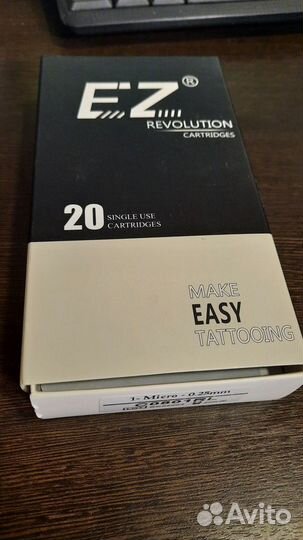 EZ®
REVOLUTION
CARTRIDGES
20 SINGLE USE
CARTRIDGES
MAKE
EASY
TATTOOING
1- Micro - 0.25mm
Avito